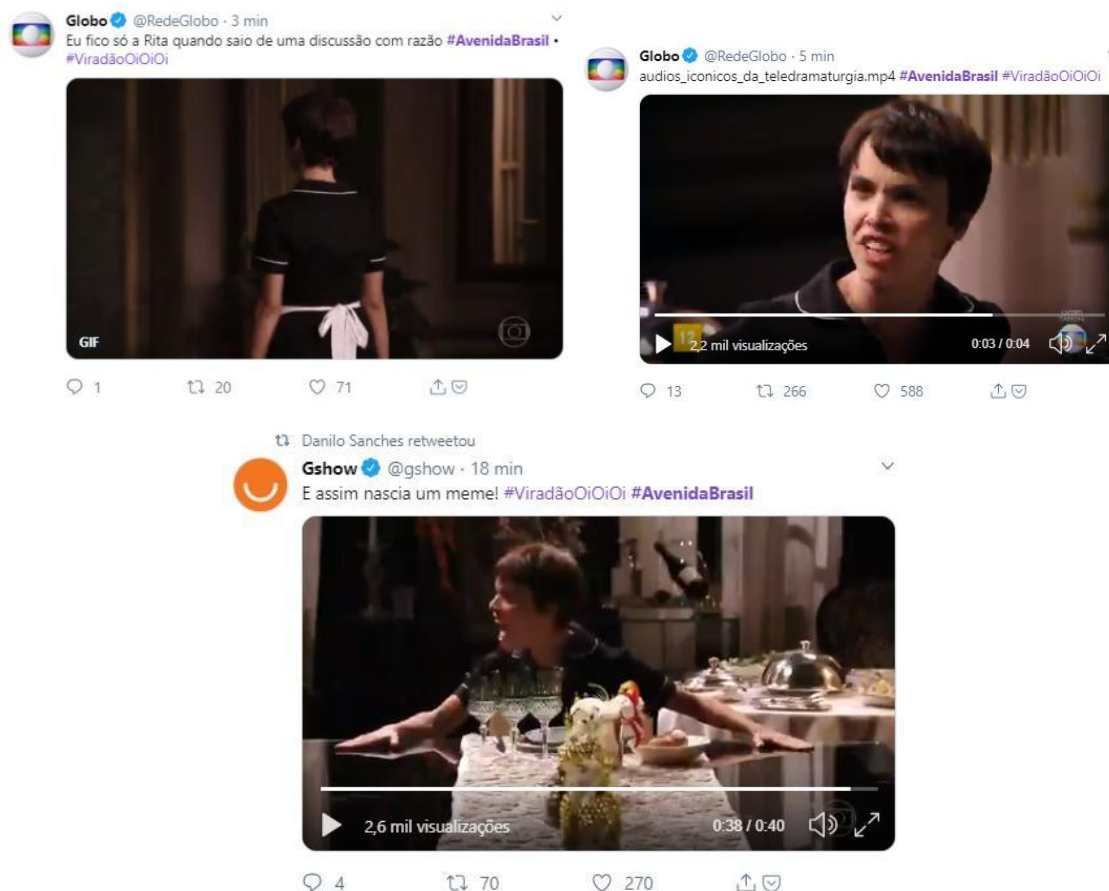 Globo @RedeGlobo · 3 min
Eu fico só a Rita quando saio de uma discussão com razão #AvenidaBrasil •
#ViradãoOiOiOi
GIF
1 20 71
Globo @RedeGlobo · 5 min
audios_iconicos_da_teledramaturgia.mp4 #AvenidaBrasil #ViradãoOiOiOi
12
2,2 mil visualizações 0:03 / 0:04
13 266 588
Danilo Sanches retweetou
Gshow @gshow · 18 min
E assim nascia um meme! #ViradãoOiOiOi #AvenidaBrasil
2,6 mil visualizações 0:38 / 0:40
4 70 270